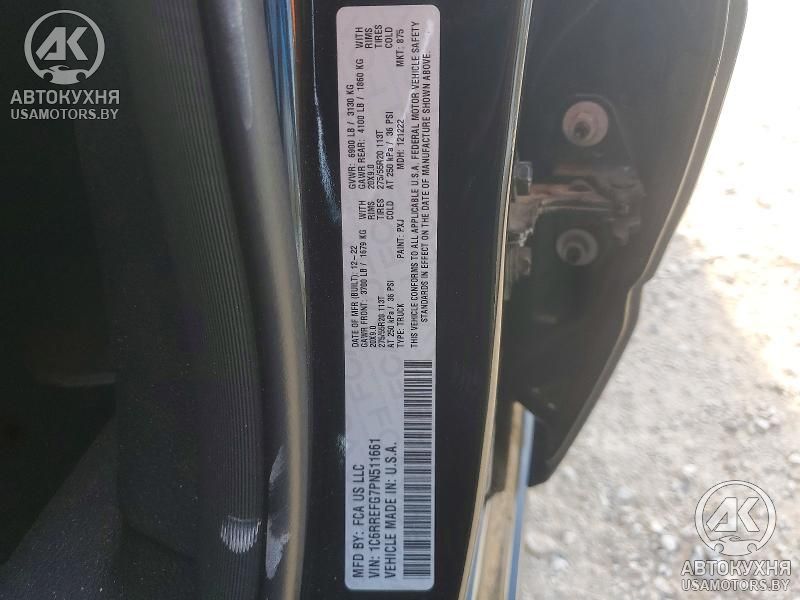 АК
АВТОКУХНЯ
USAMOTORS.BY
MFD BY: FCA US LLC
VIN: 1C6RREFG7PN511661
VEHICLE MADE IN: U.S.A.
DATE OF MFR (BUILT): 12-22
GVWR: 6900 LB / 3130 KG
GAWR FRONT: 3700 LB / 1679 KG WITH
GAWR REAR: 4100 LB / 1860 KG WITH
20X9.0 RIMS
20X9.0 RIMS
275/55R20 113T TIRES
275/55R20 113T TIRES
AT 250 kPa / 36 PSI COLD
AT 250 kPa / 36 PSI COLD
TYPE: TRUCK PAINT: PXJ MDH: 121222 MKT: 875
THIS VEHICLE CONFORMS TO ALL APPLICABLE U.S.A. FEDERAL MOTOR VEHICLE SAFETY
STANDARDS IN EFFECT ON THE DATE OF MANUFACTURE SHOWN ABOVE.
АК
АВТОКУХНЯ
USAMOTORS.BY